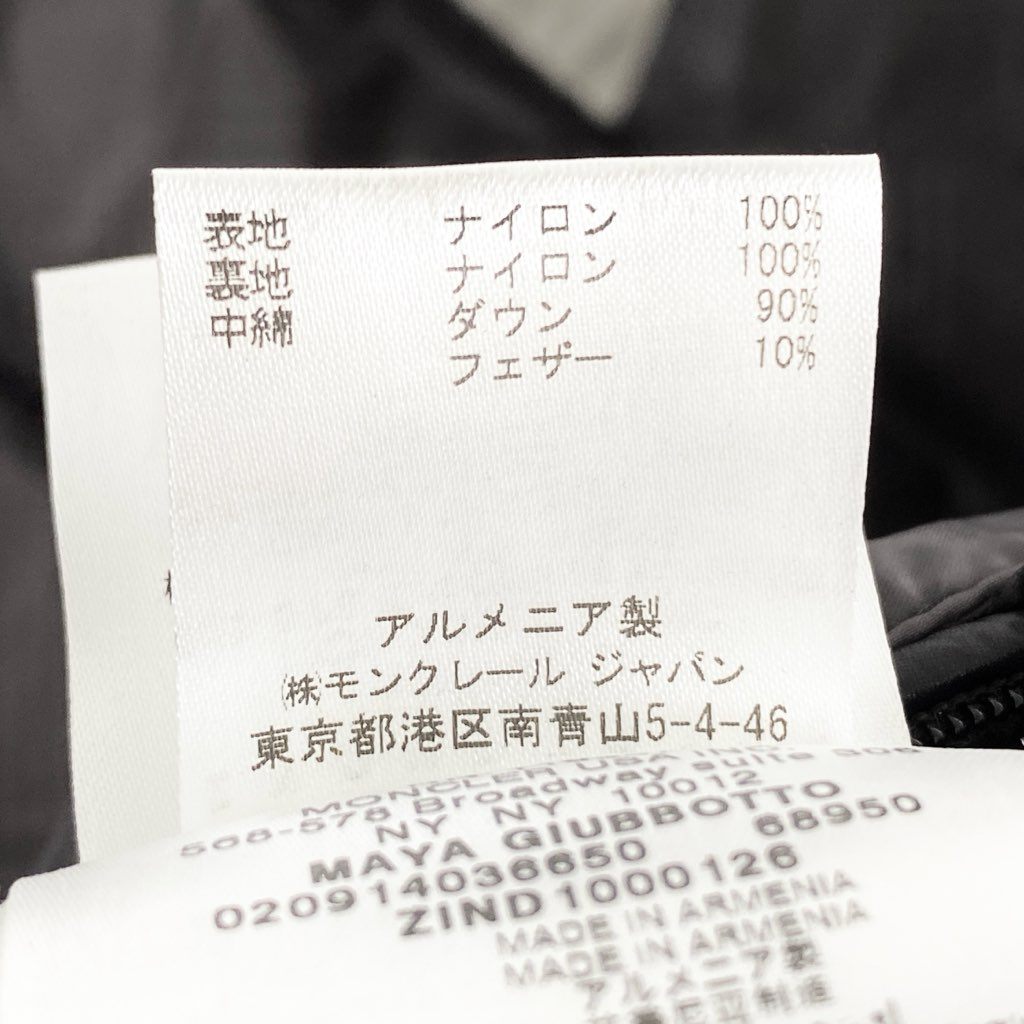 表地 ナイロン 100%
裏地 ナイロン 100%
中綿 ダウン 90%
フェザー 10%
アルメニア製
㈱モンクレール ジャパン
東京都港区南青山5-4-46
MONCLER USA INC
568-578 Broadway suite 306
NY NY 10012
MAYA GIUBBOTTO
020914036650 68950
ZIND1000126
MADE IN ARMENIA
MADE IN ARMENIA
アルメニア製